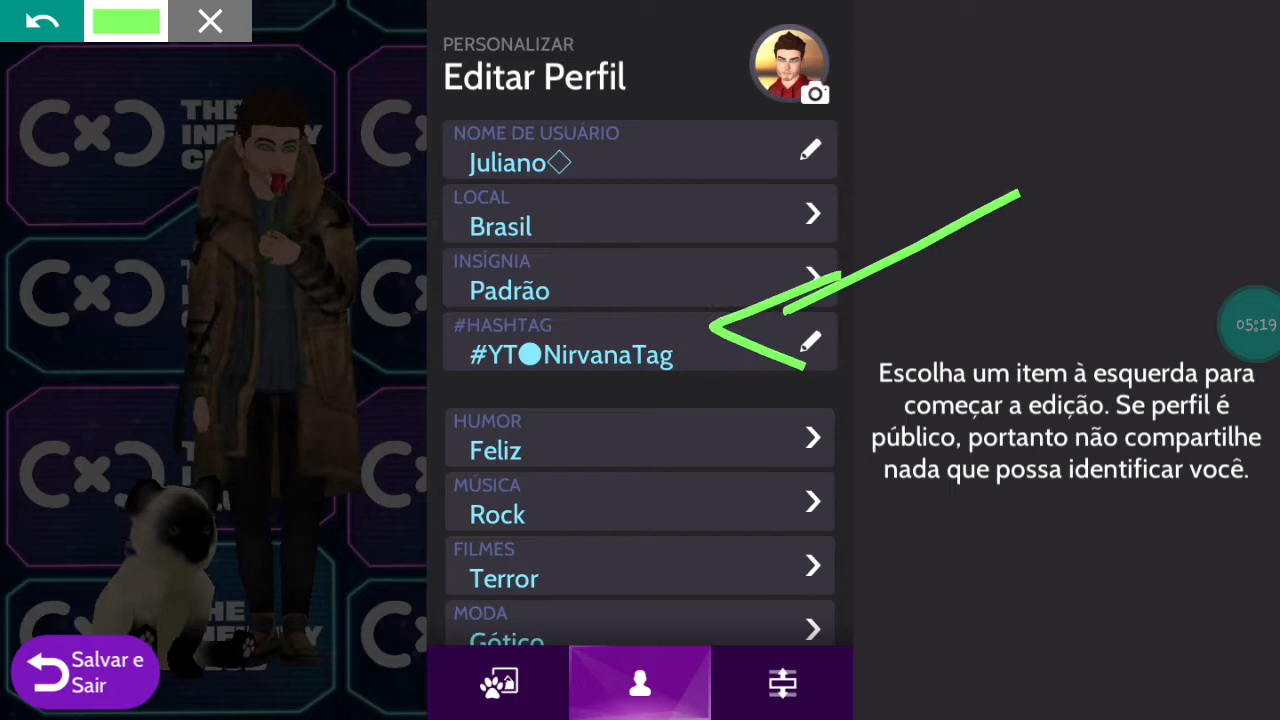 PERSONALIZAR
Editar Perfil
NOME DE USUÁRIO
Juliano◇
LOCAL
Brasil
INSÍGNIA
Padrão
#HASHTAG
#YT●NirvanaTag
HUMOR
Feliz
MÚSICA
Rock
FILMES
Terror
MODA
Gótico
Escolha um item à esquerda para
começar a edição. Se perfil é
público, portanto não compartilhe
nada que possa identificar você.
05:19
Salvar e
Sair
THE